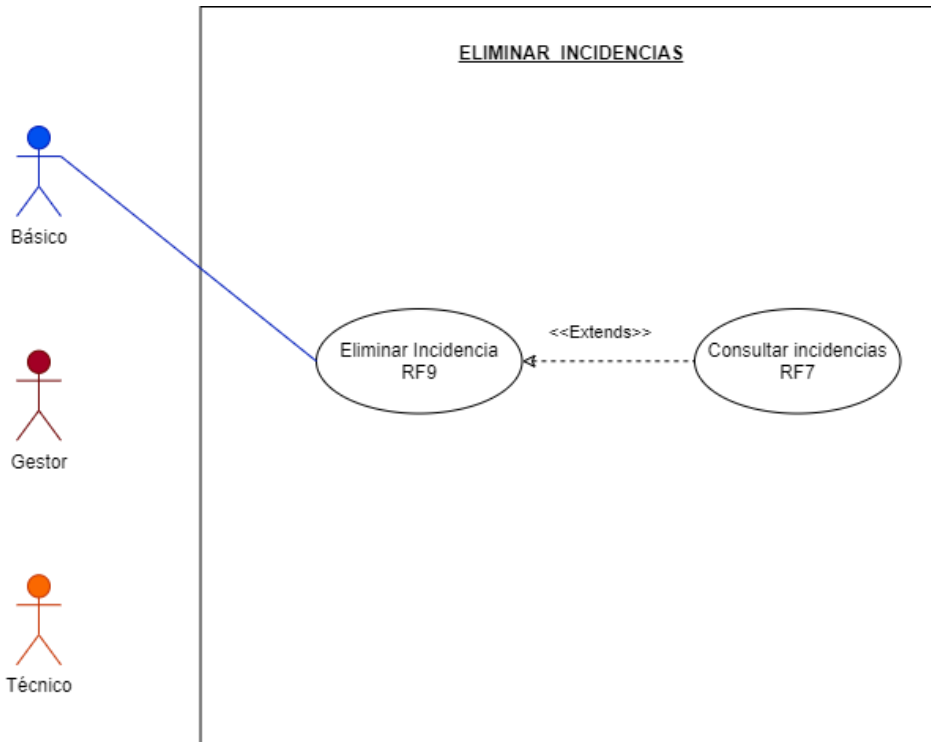 ELIMINAR INCIDENCIAS
Básico
Eliminar Incidencia
RF9
<<Extends>>
Consultar incidencias
RF7
Gestor
Técnico